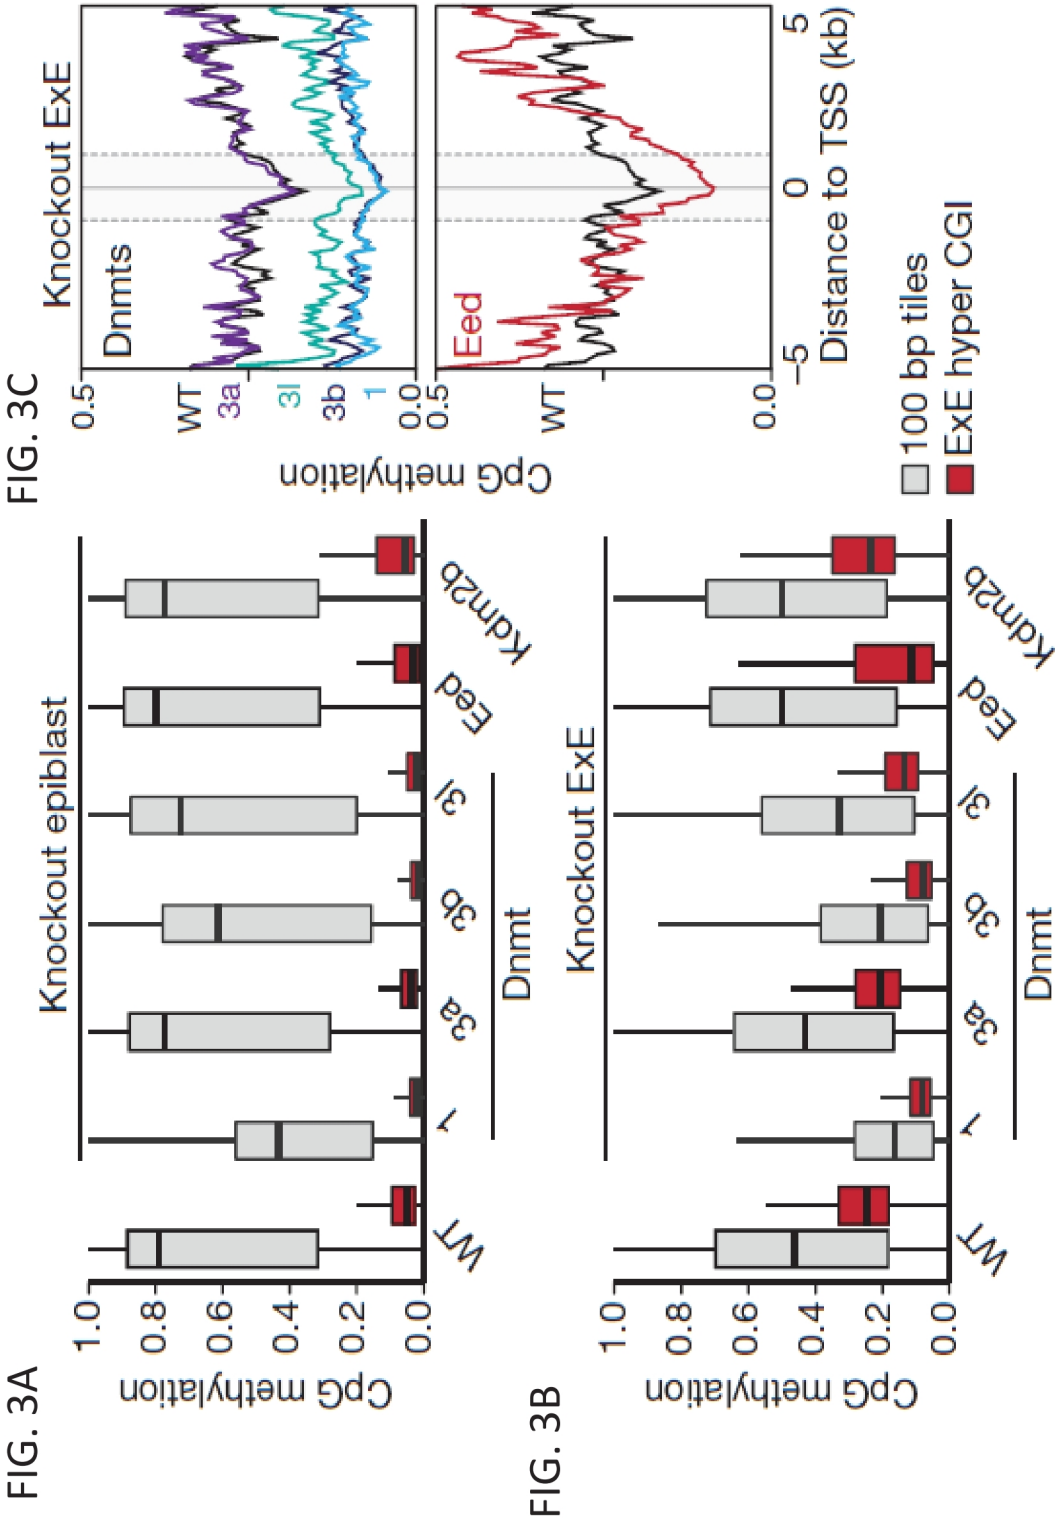 FIG. 3A
Knockout epiblast
CpG methylation
1.0
0.8
0.6
0.4
0.2
0.0
WT
1
3a
3b
3l
Eed
Kdm2b
Dnmt
FIG. 3B
Knockout ExE
CpG methylation
1.0
0.8
0.6
0.4
0.2
0.0
WT
1
3a
3b
3l
Eed
Kdm2b
Dnmt
FIG. 3C
Knockout ExE
CpG methylation
0.5
WT
3a
3l
3b
1
0.0
Dnmts
0.5
WT
0.0
Eed
–5
0
5
Distance to TSS (kb)
100 bp tiles
ExE hyper CGI